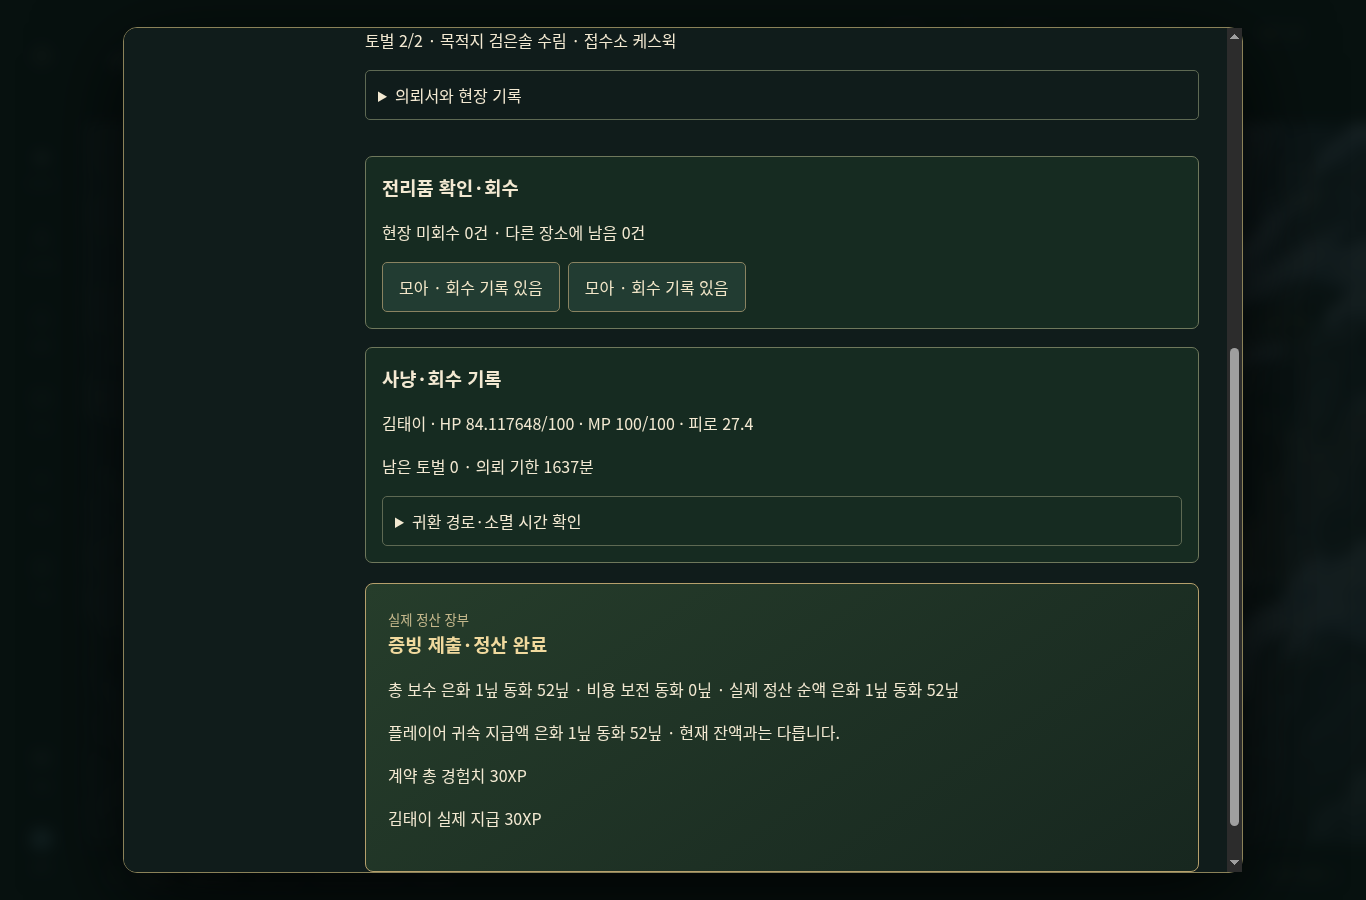 토벌 2/2 · 목적지 검은솔 수림 · 접수소 케스윅
▶ 의뢰서와 현장 기록
전리품 확인·회수
현장 미회수 0건 · 다른 장소에 남음 0건
모아 · 회수 기록 있음 모아 · 회수 기록 있음
사냥·회수 기록
김태이 · HP 84.117648/100 · MP 100/100 · 피로 27.4
남은 토벌 0 · 의뢰 기한 1637분
▶ 귀환 경로·소멸 시간 확인
실제 정산 장부
증빙 제출·정산 완료
총 보수 은화 1닢 동화 52닢 · 비용 보전 동화 0닢 · 실제 정산 순액 은화 1닢 동화 52닢
플레이어 귀속 지급액 은화 1닢 동화 52닢 · 현재 잔액과는 다릅니다.
계약 총 경험치 30XP
김태이 실제 지급 30XP